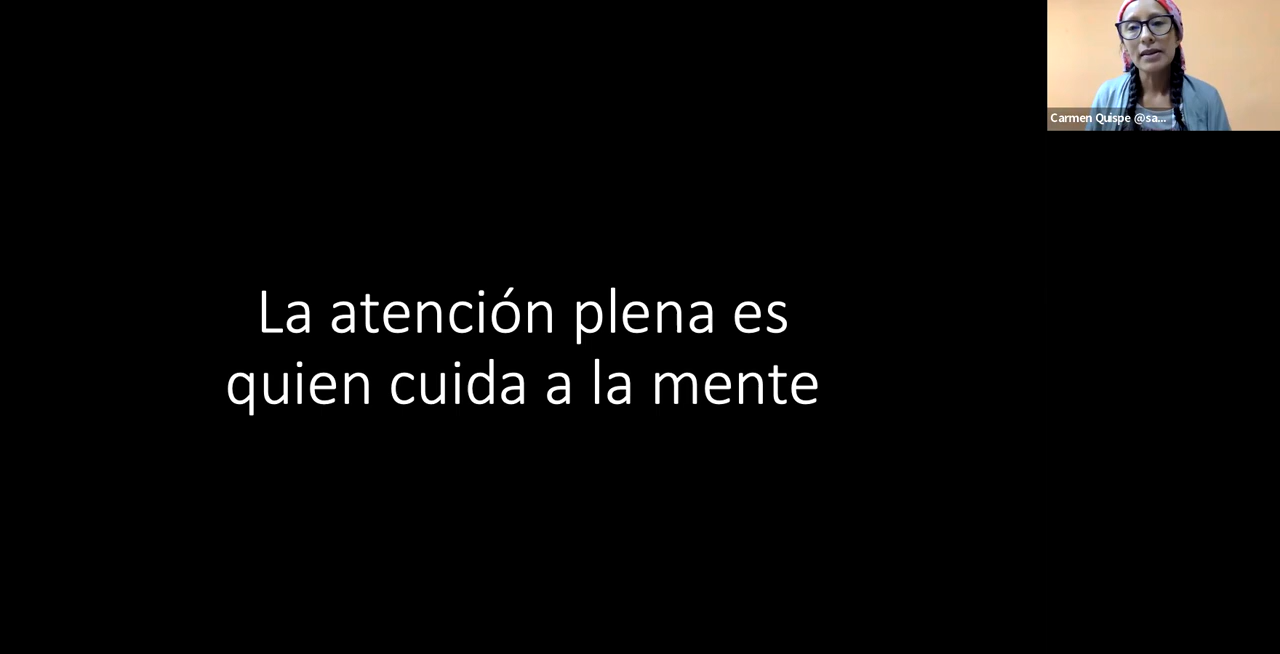 Carmen Quispe @sa...
La atención plena es
quien cuida a la mente